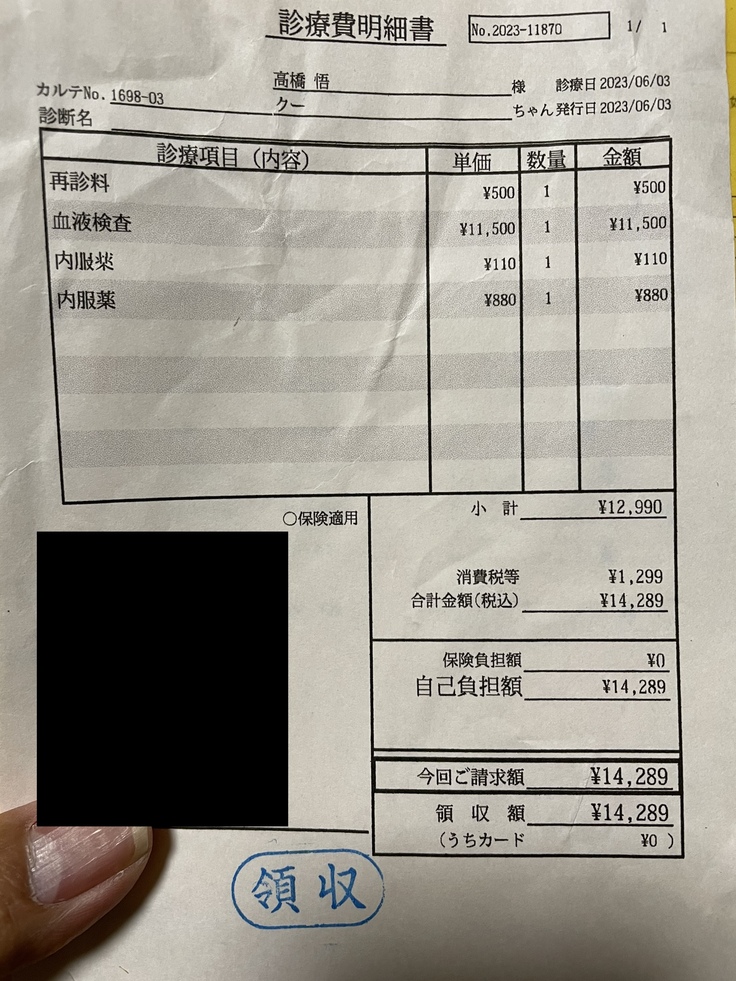 診療費明細書
No.2023-11870 1/ 1
カルテNo. 1698-03 高橋 悟 様 診療日 2023/06/03
診断名 クー ちゃん 発行日 2023/06/03
診療項目（内容） 単価 数量 金額
再診料 ¥500 1 ¥500
血液検査 ¥11,500 1 ¥11,500
内服薬 ¥110 1 ¥110
内服薬 ¥880 1 ¥880
○保険適用 小 計 ¥12,990
消費税等 ¥1,299
合計金額(税込) ¥14,289
保険負担額 ¥0
自己負担額 ¥14,289
今回ご請求額 ¥14,289
領 収 額 ¥14,289
(うちカード ¥0 )
領収